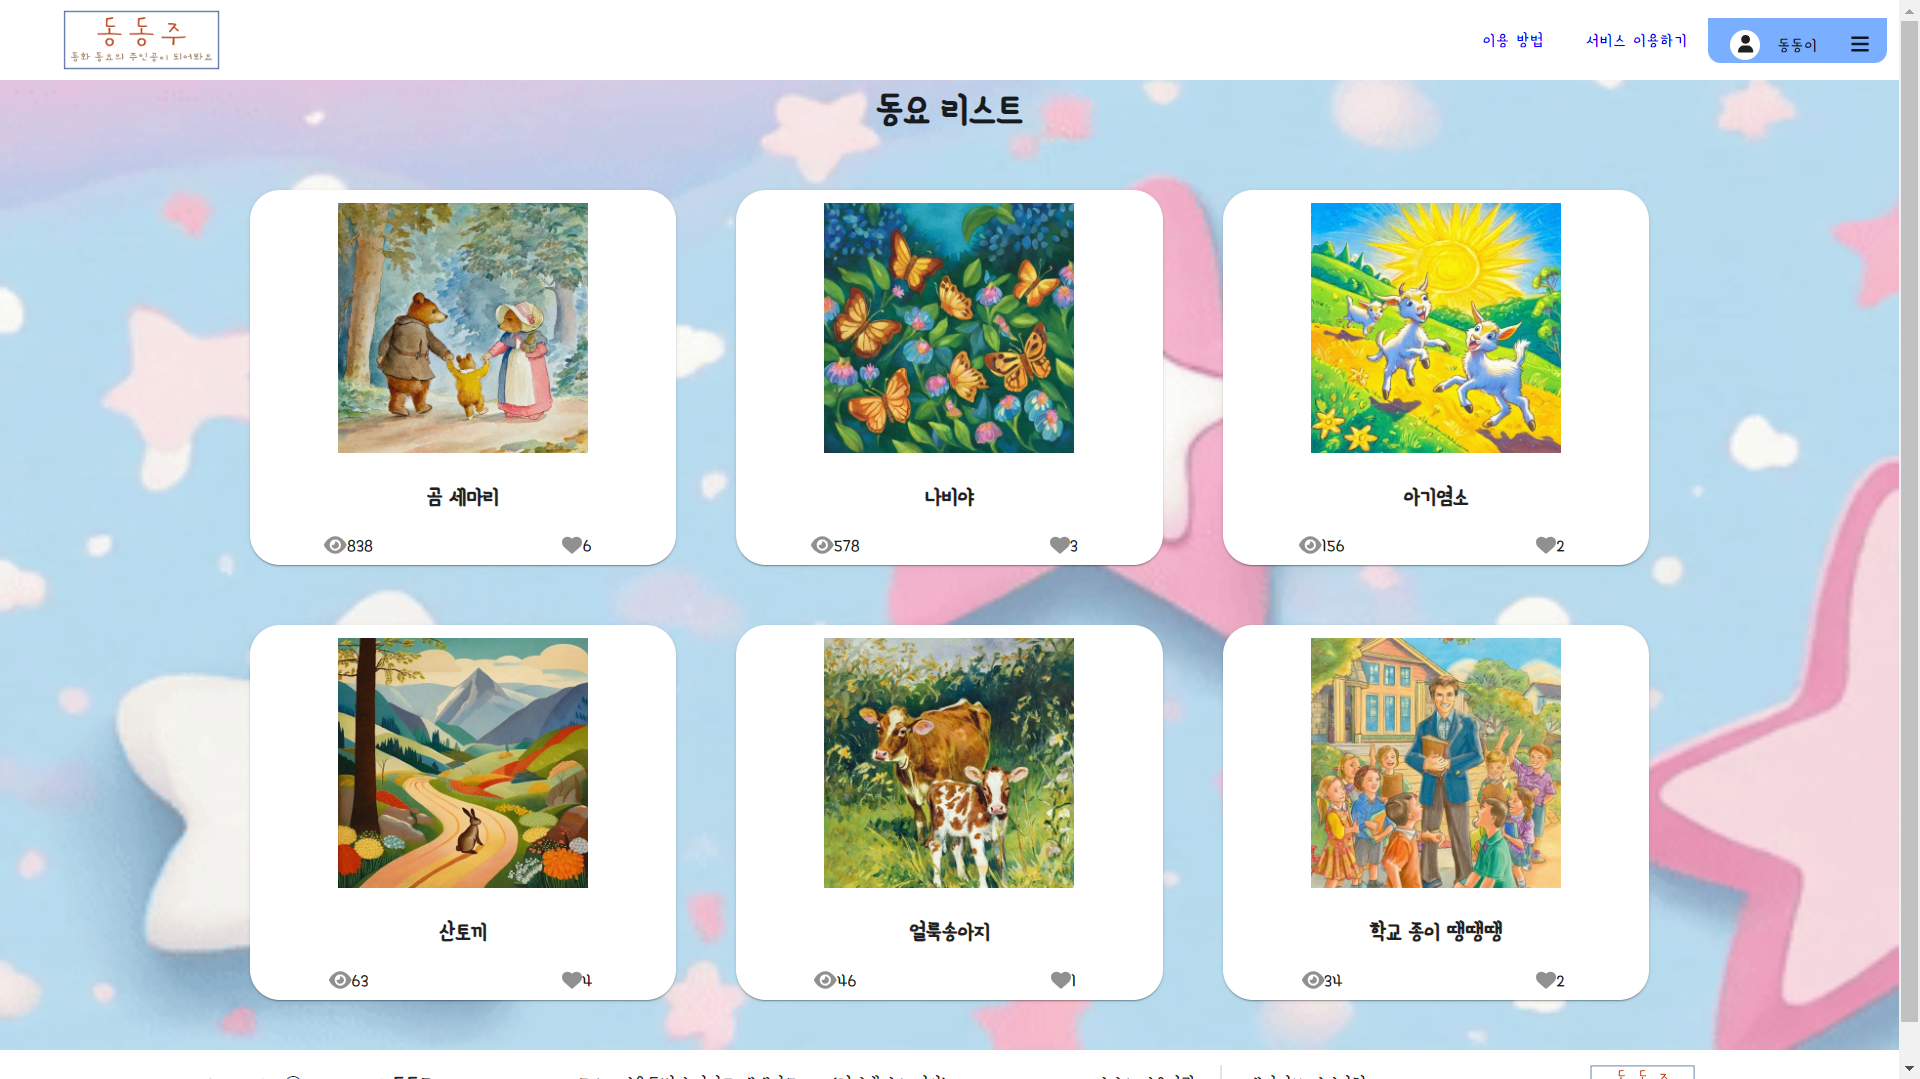 동동주
동화 동요의 주인공이 되어봐요
이용 방법
서비스 이용하기
동동이
동요 리스트
곰 세마리
838
6
나비야
578
3
아기염소
156
2
산토끼
63
4
얼룩송아지
46
1
학교 종이 땡땡땡
34
2